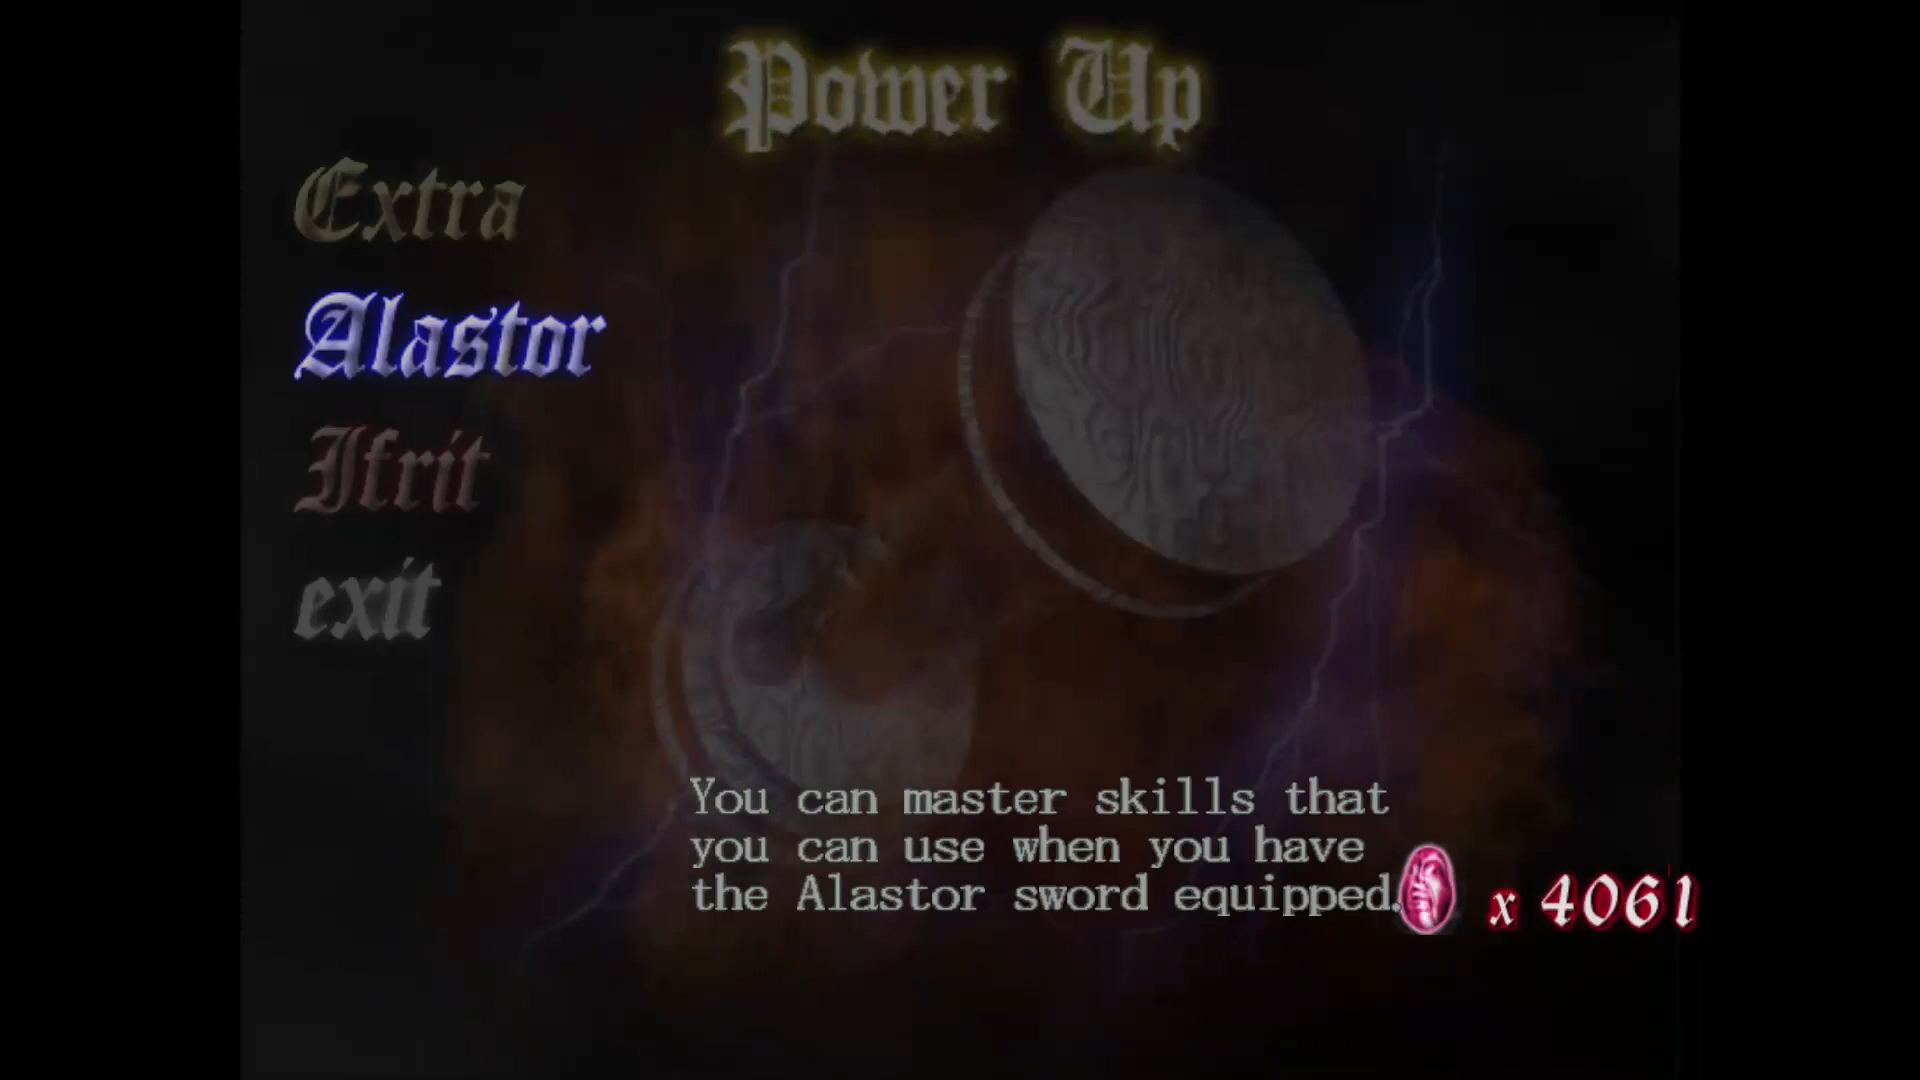 Power Up
Extra
Alastor
Ifrit
exit
You can master skills that
you can use when you have
the Alastor sword equipped.
x 4061